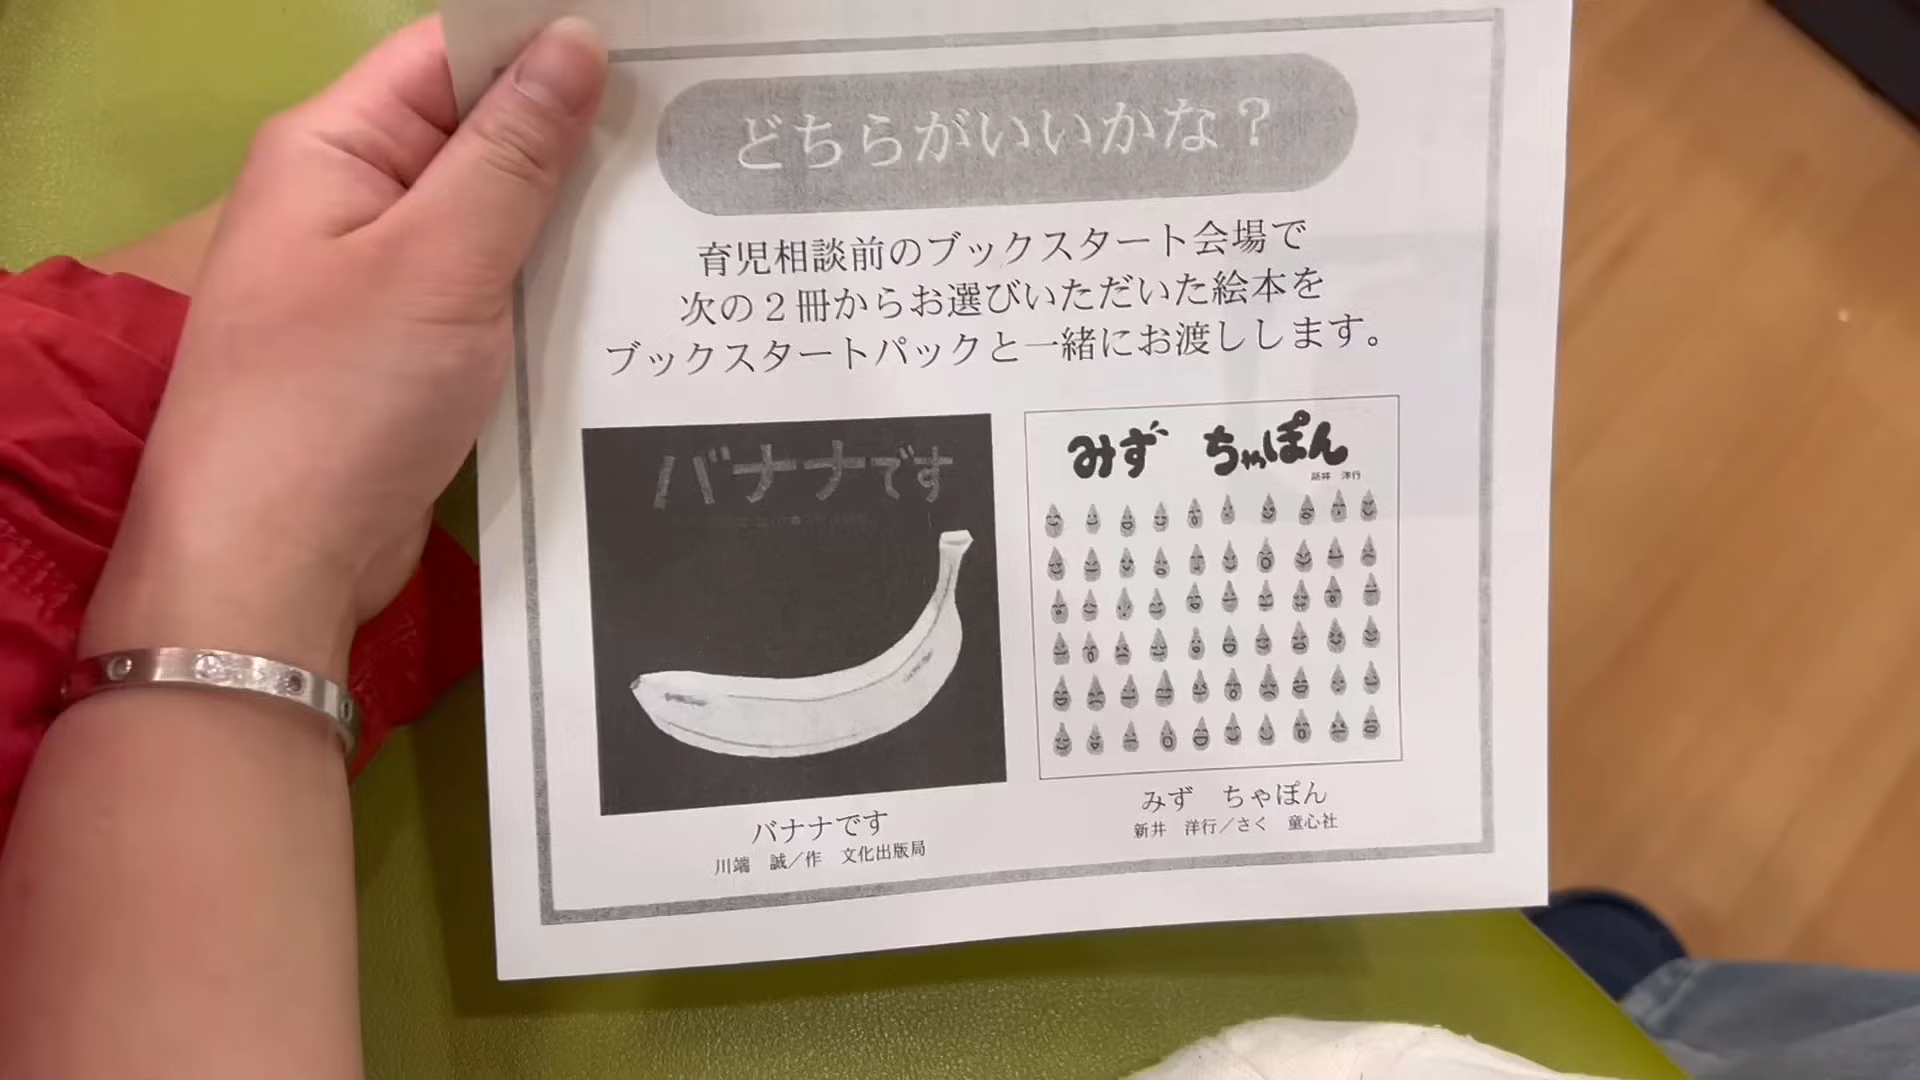 どちらがいいかな？
育児相談前のブックスタート会場で
次の２冊からお選びいただいた絵本を
ブックスタートパックと一緒にお渡しします。
バナナです
みず　ちゃぽん
新井　洋行
バナナです
川端　誠／作　文化出版局
みず　ちゃぽん
新井　洋行／さく　童心社